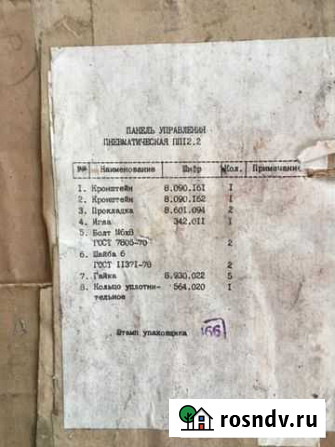 ПАНЕЛЬ УПРАВЛЕНИЯ
ПНЕВМАТИЧЕСКАЯ ПП12.2
№ Наименование Шифр Кол. Примечание
1. Кронштейн 8.090.161 1
2. Кронштейн 8.090.162 1
3. Прокладка 8.601.094 2
4. Игла 342.011 1
5. Болт М6х8
ГОСТ 7805-70 2
6. Шайба 6
ГОСТ 11371-78 2
7. Гайка 8.930.022 5
8. Кольцо уплотни- 564.020 1
тельное
Штамп упаковщика 66
rosndv.ru